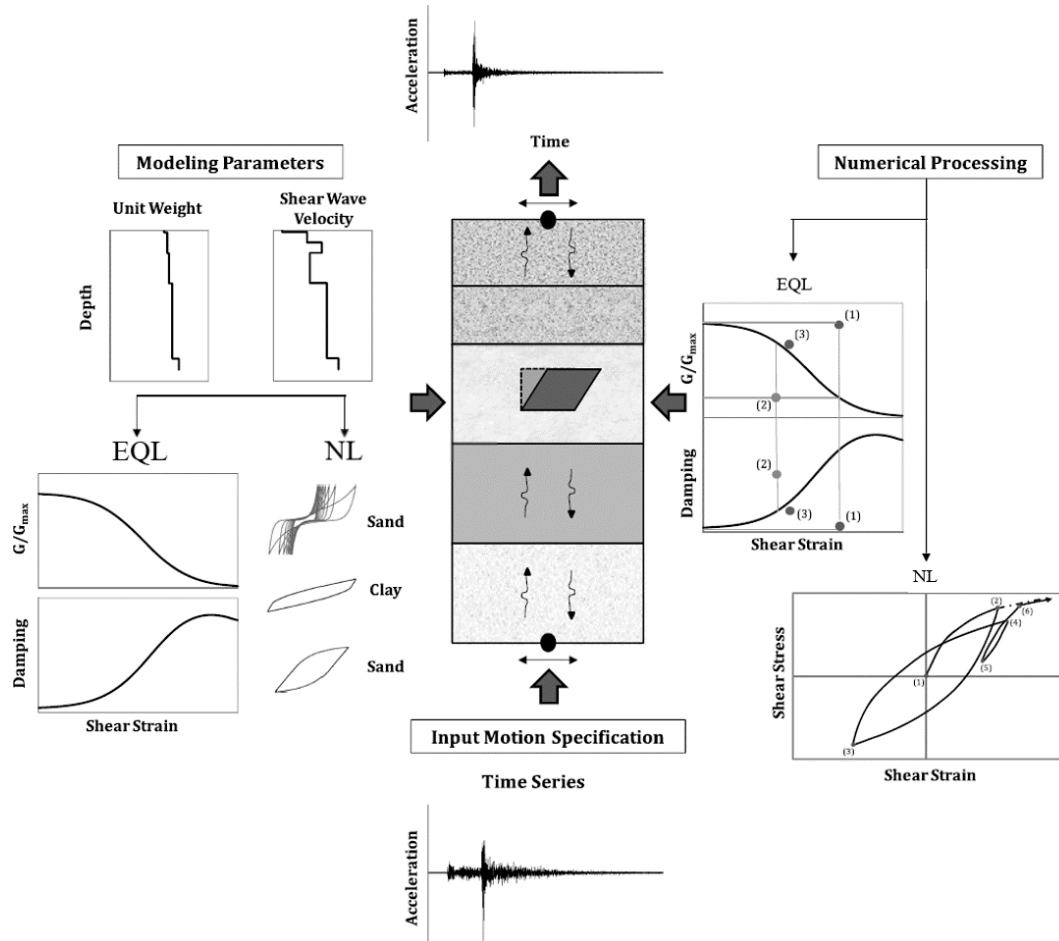 Acceleration
Time
Modeling Parameters
Numerical Processing
Unit Weight
Shear Wave
Velocity
Depth
EQL
NL
G/Gmax
Damping
Shear Strain
Sand
Clay
Sand
EQL
G/Gmax
(1)
(3)
(2)
Damping
(2)
(3)
(1)
Shear Strain
NL
Shear Stress
(2)
(6)
(4)
(5)
(1)
(3)
Shear Strain
Input Motion Specification
Time Series
Acceleration